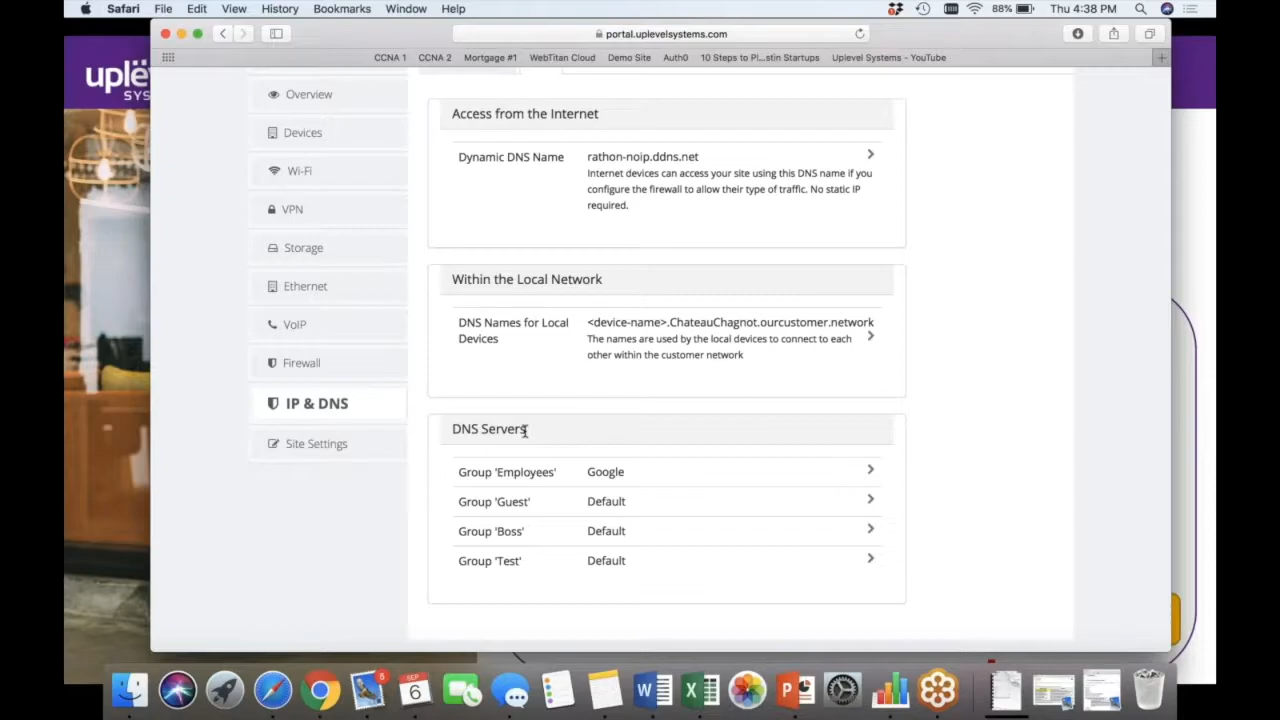 Safari File Edit View History Bookmarks Window Help 88% Thu 4:38 PM
portal.uplevelsystems.com
CCNA 1 CCNA 2 Mortgage #1 WebTitan Cloud Demo Site Auth0 10 Steps to Pl...stin Startups Uplevel Systems - YouTube
uplë
SYS
Overview
Devices
Wi-Fi
VPN
Storage
Ethernet
VoIP
Firewall
IP & DNS
Site Settings
Access from the Internet
Dynamic DNS Name
rathon-noip.ddns.net
Internet devices can access your site using this DNS name if you
configure the firewall to allow their type of traffic. No static IP
required.
Within the Local Network
DNS Names for Local
Devices
<device-name>.ChateauChagnot.ourcustomer.network
The names are used by the local devices to connect to each
other within the customer network
DNS Servers
Group 'Employees' Google
Group 'Guest' Default
Group 'Boss' Default
Group 'Test' Default
SEP
6
W
X
P